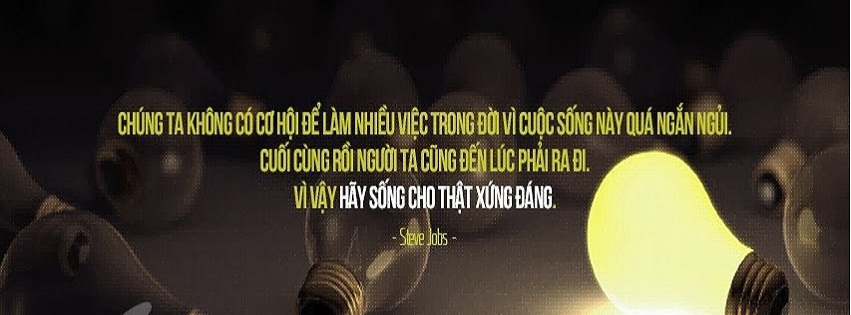 CHÚNG TA KHÔNG CÓ CƠ HỘI ĐỂ LÀM NHIỀU VIỆC TRONG ĐỜI VÌ CUỘC SỐNG NÀY QUÁ NGẮN NGỦI.
CUỐI CÙNG RỒI NGƯỜI TA CŨNG ĐẾN LÚC PHẢI RA ĐI.
VÌ VẬY HÃY SỐNG CHO THẬT XỨNG ĐÁNG.
- Steve Jobs -